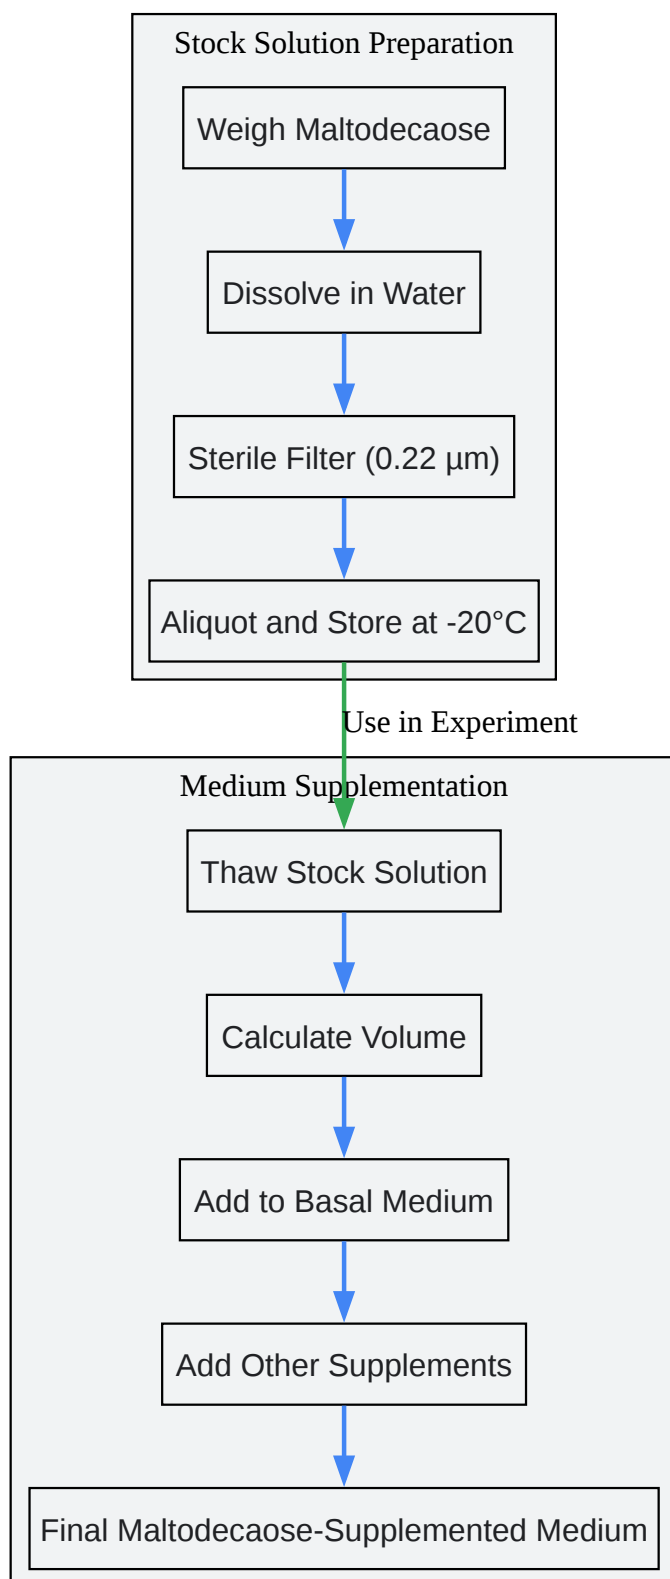 Stock Solution Preparation
Weigh Maltodecaose
Dissolve in Water
Sterile Filter (0.22 µm)
Aliquot and Store at -20°C
Use in Experiment
Medium Supplementation
Thaw Stock Solution
Calculate Volume
Add to Basal Medium
Add Other Supplements
Final Maltodecaose-Supplemented Medium